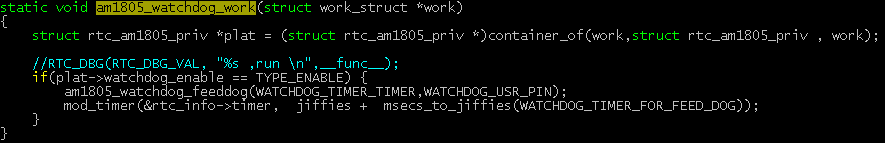 static void am1805_watchdog_work(struct work_struct *work)
{
    struct rtc_am1805_priv *plat = (struct rtc_am1805_priv *)container_of(work,struct rtc_am1805_priv , work);
    //RTC_DBG(RTC_DBG_VAL, "%s ,run \n",__func__);
    if(plat->watchdog_enable == TYPE_ENABLE) {
        am1805_watchdog_feeddog(WATCHDOG_TIMER_TIMER,WATCHDOG_USR_PIN);
        mod_timer(&rtc_info->timer,  jiffies +  msecs_to_jiffies(WATCHDOG_TIMER_FOR_FEED_DOG));
    }
}